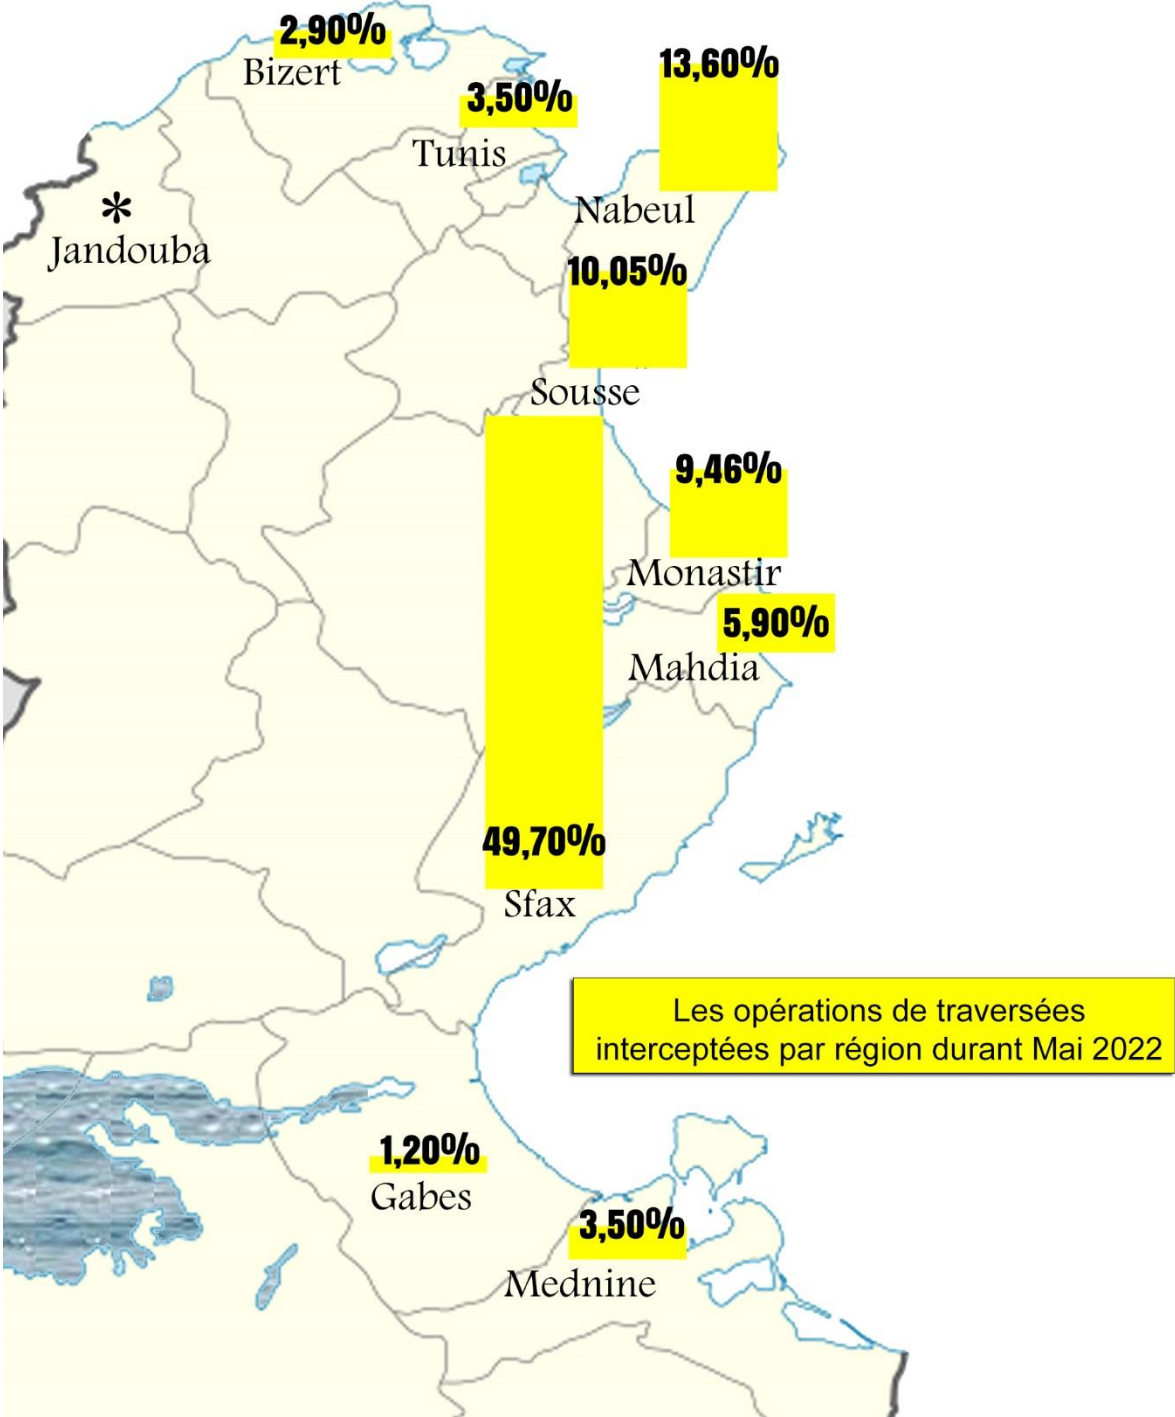 2,90%
Bizert
13,60%
3,50%
Tunis
*
Nabeul
Jandouba
10,05%
Sousse
9,46%
Monastir
5,90%
Mahdia
49,70%
Sfax
Les opérations de traversées
interceptées par région durant Mai 2022
1,20%
Gabes
3,50%
Mednine